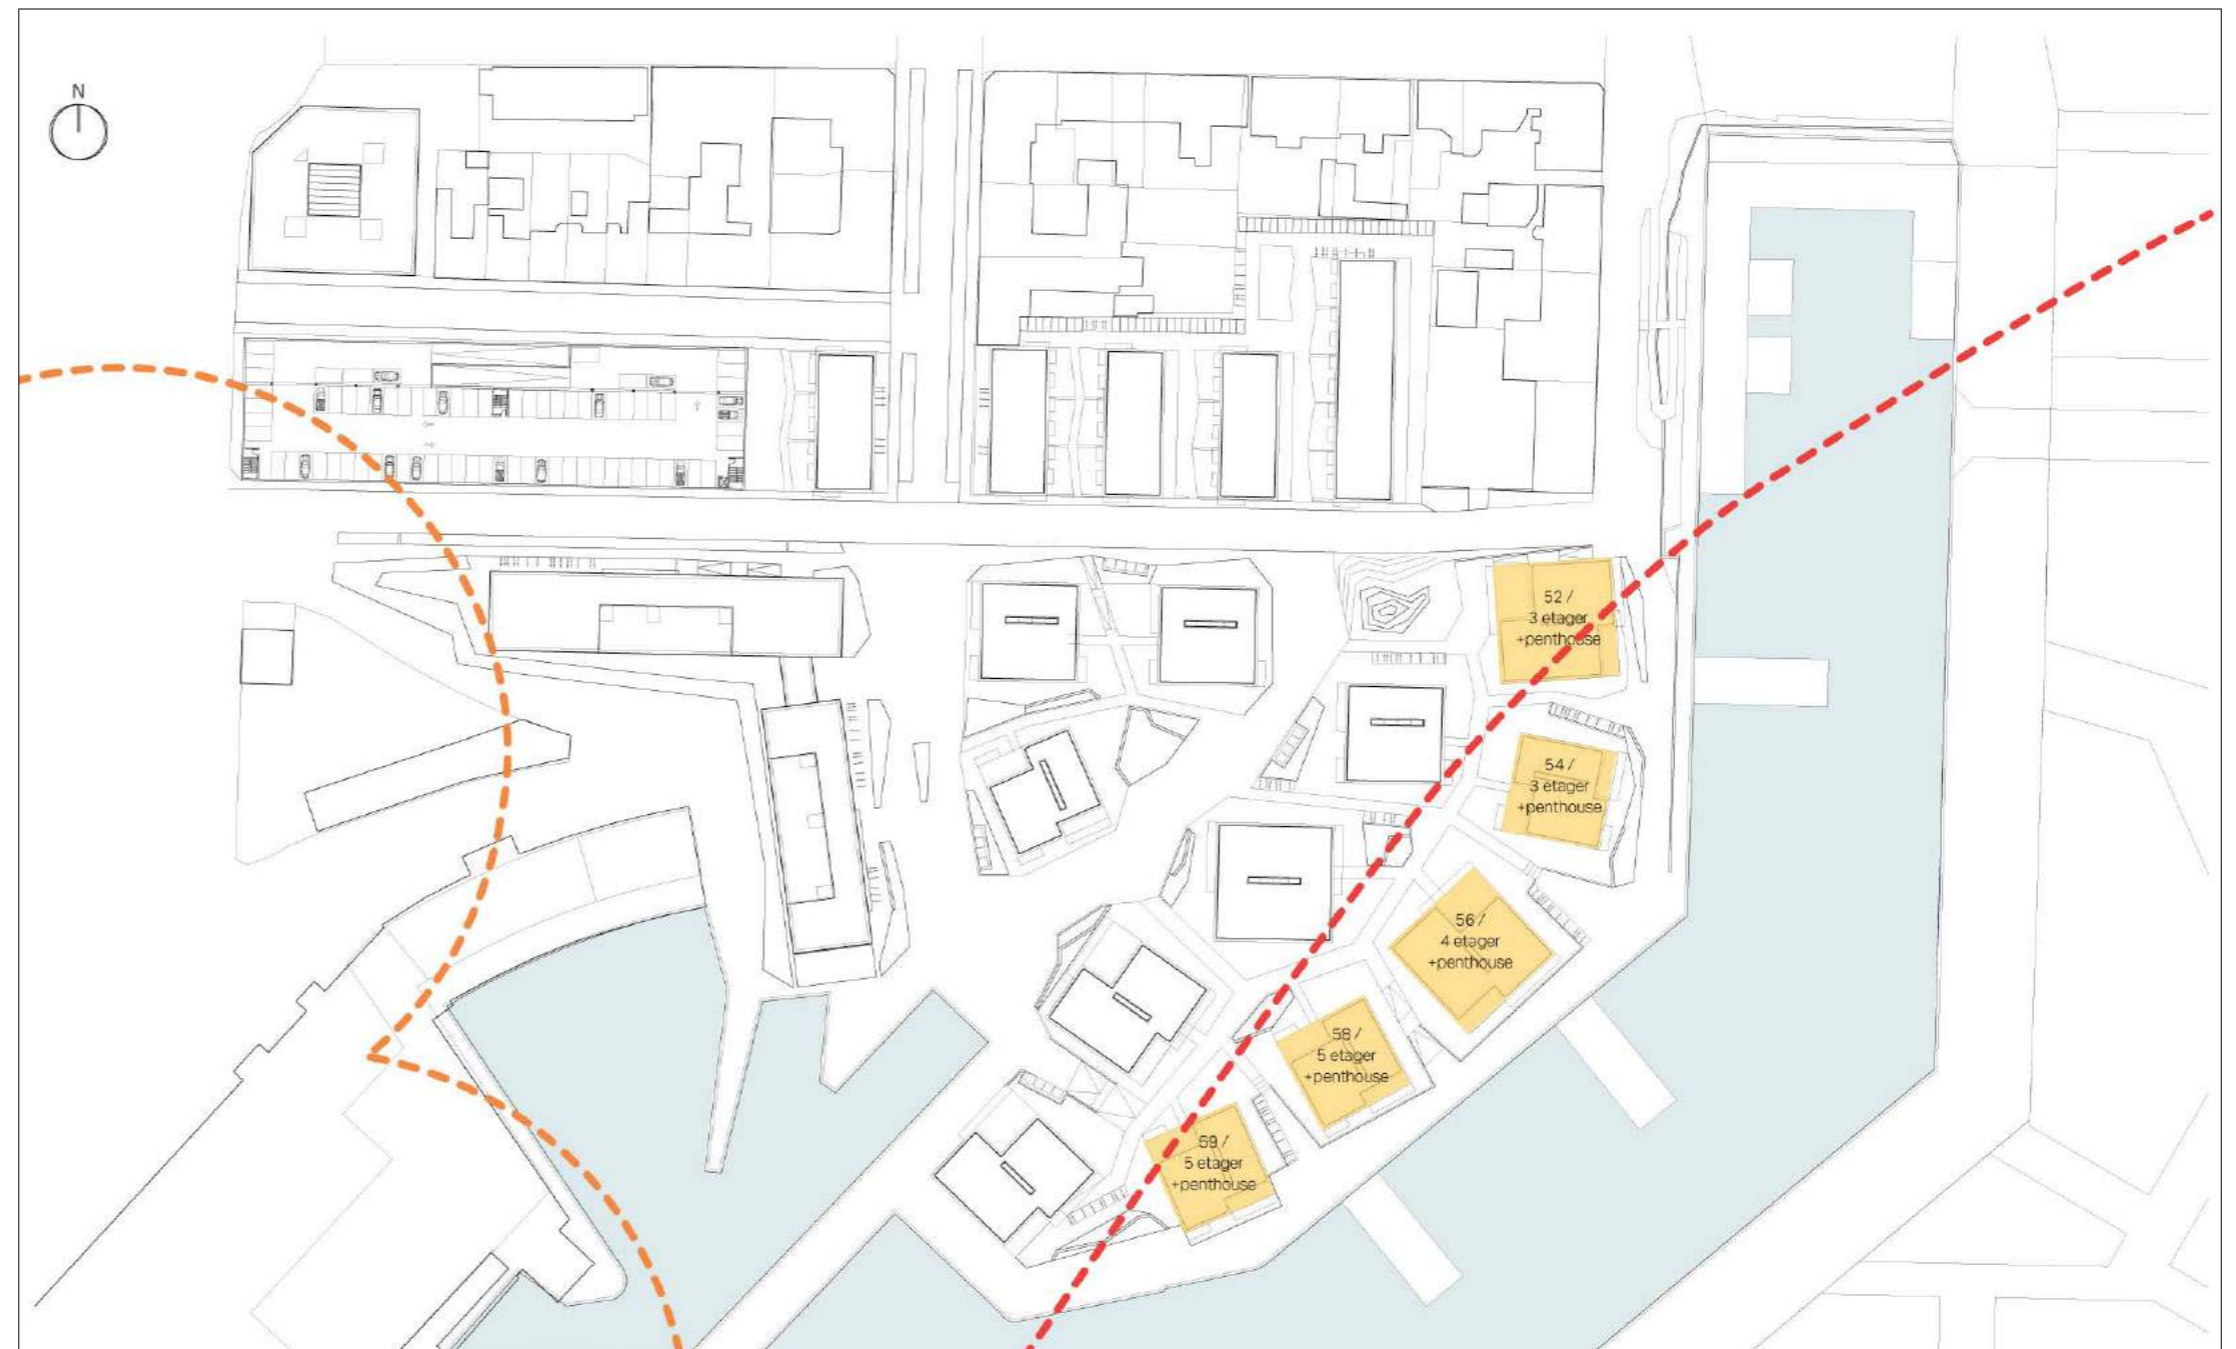 N
52 /
3 etager
+penthouse
54 /
3 etager
+penthouse
56 /
4 etager
+penthouse
58 /
5 etager
+penthouse
59 /
5 etager
+penthouse